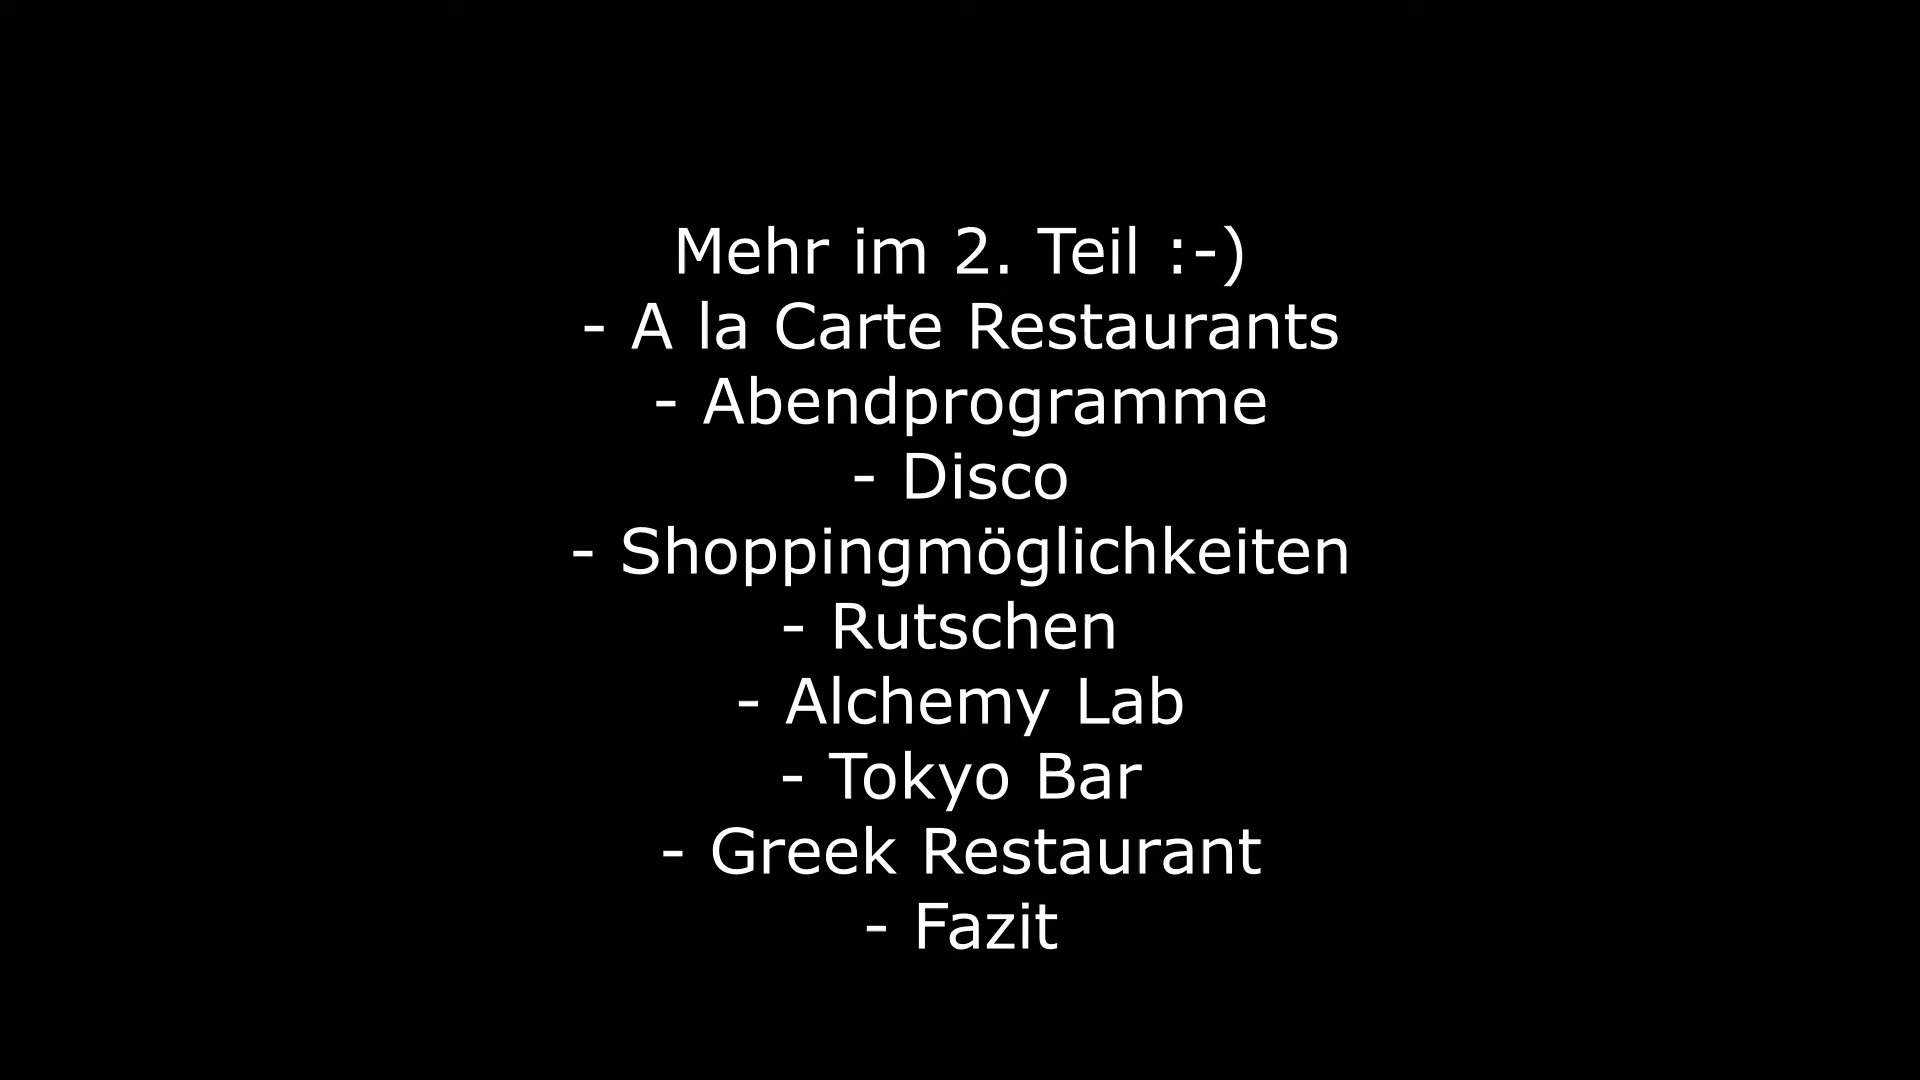 Mehr im 2. Teil :-)
- A la Carte Restaurants
- Abendprogramme
- Disco
- Shoppingmöglichkeiten
- Rutschen
- Alchemy Lab
- Tokyo Bar
- Greek Restaurant
- Fazit